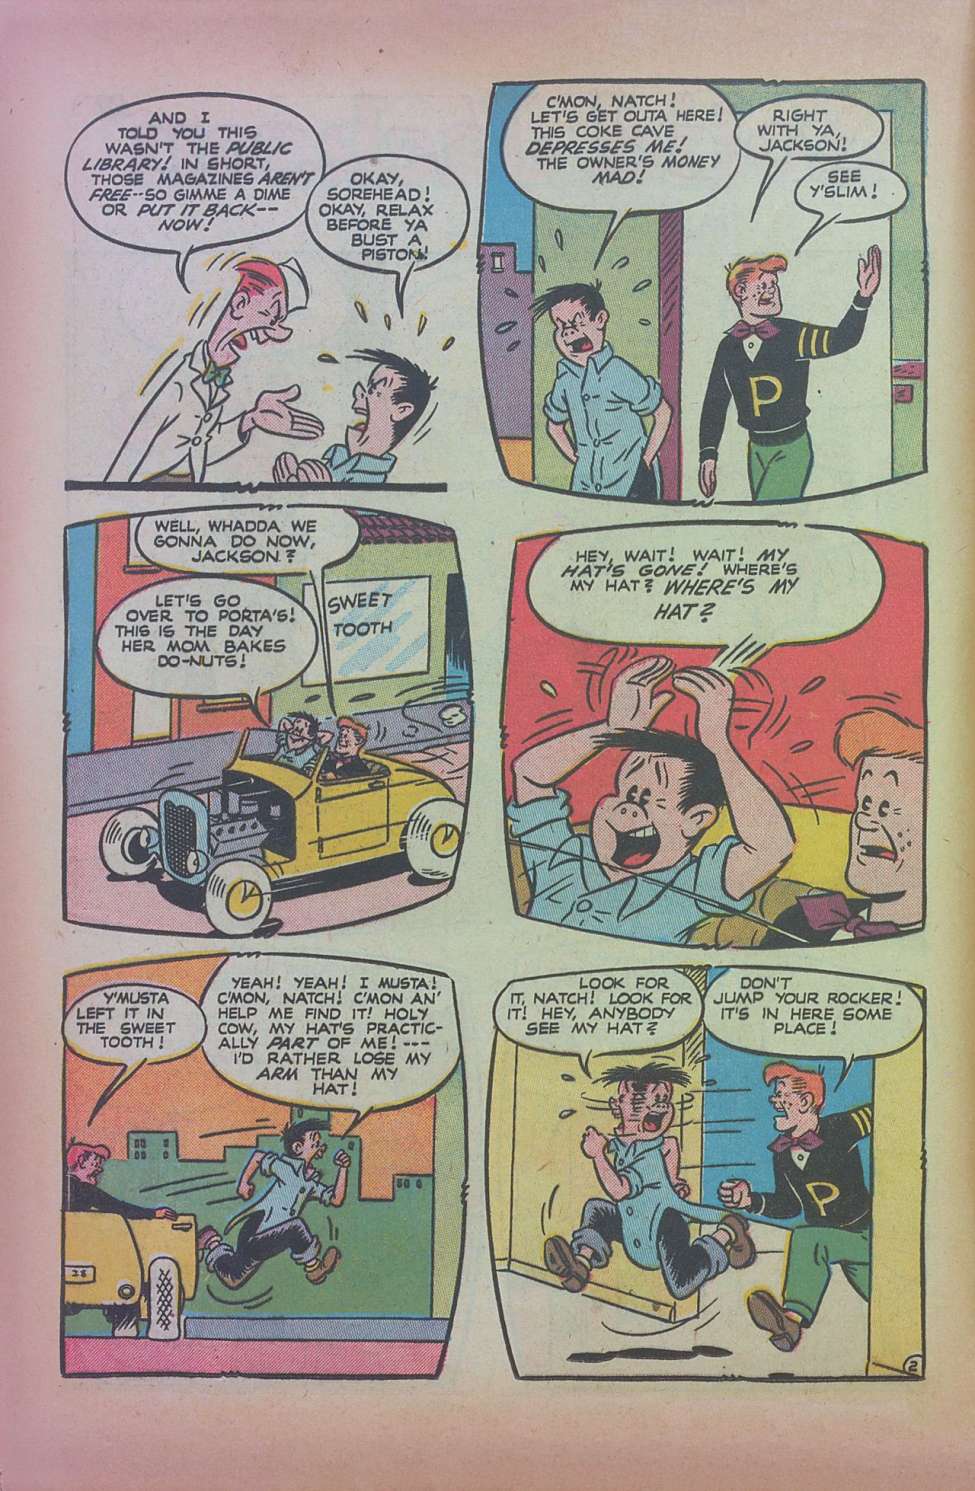 AND I
TOLD YOU THIS
WASN'T THE PUBLIC
LIBRARY! IN SHORT,
THOSE MAGAZINES AREN'T
FREE--SO GIMME A DIME
OR PUT IT BACK--
NOW!
OKAY,
SOREHEAD!
OKAY, RELAX
BEFORE YA
BUST A
PISTON!
C'MON, NATCH!
LET'S GET OUTA HERE!
THIS COKE CAVE
DEPRESSES ME!
THE OWNER'S MONEY
MAD!
RIGHT
WITH YA,
JACKSON!
SEE
Y'SLIM!
P
WELL, WHADDA WE
GONNA DO NOW,
JACKSON?
LET'S GO
OVER TO PORTA'S!
THIS IS THE DAY
HER MOM BAKES
DO-NUTS!
SWEET
TOOTH
HEY, WAIT! WAIT! MY
HAT'S GONE! WHERE'S
MY HAT? WHERE'S MY
HAT?
Y'MUSTA
LEFT IT IN
THE SWEET
TOOTH!
YEAH! YEAH! I MUSTA!
C'MON, NATCH! C'MON AN'
HELP ME FIND IT! HOLY
COW, MY HAT'S PRACTIC-
ALLY PART OF ME!---
I'D RATHER LOSE MY
ARM THAN MY
HAT!
28
LOOK FOR
IT, NATCH! LOOK FOR
IT! HEY, ANYBODY
SEE MY HAT?
DON'T
JUMP YOUR ROCKER!
IT'S IN HERE SOME
PLACE!
P
2